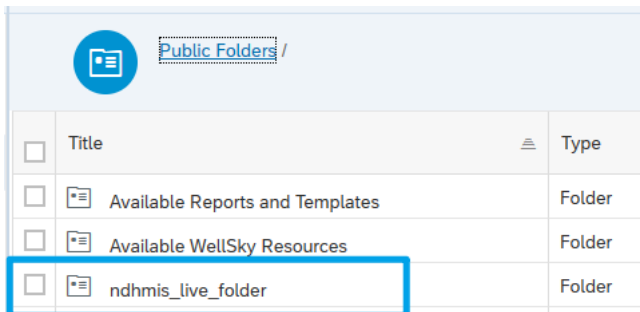 Public Folders /
Title Type
Available Reports and Templates Folder
Available WellSky Resources Folder
ndhmis_live_folder Folder